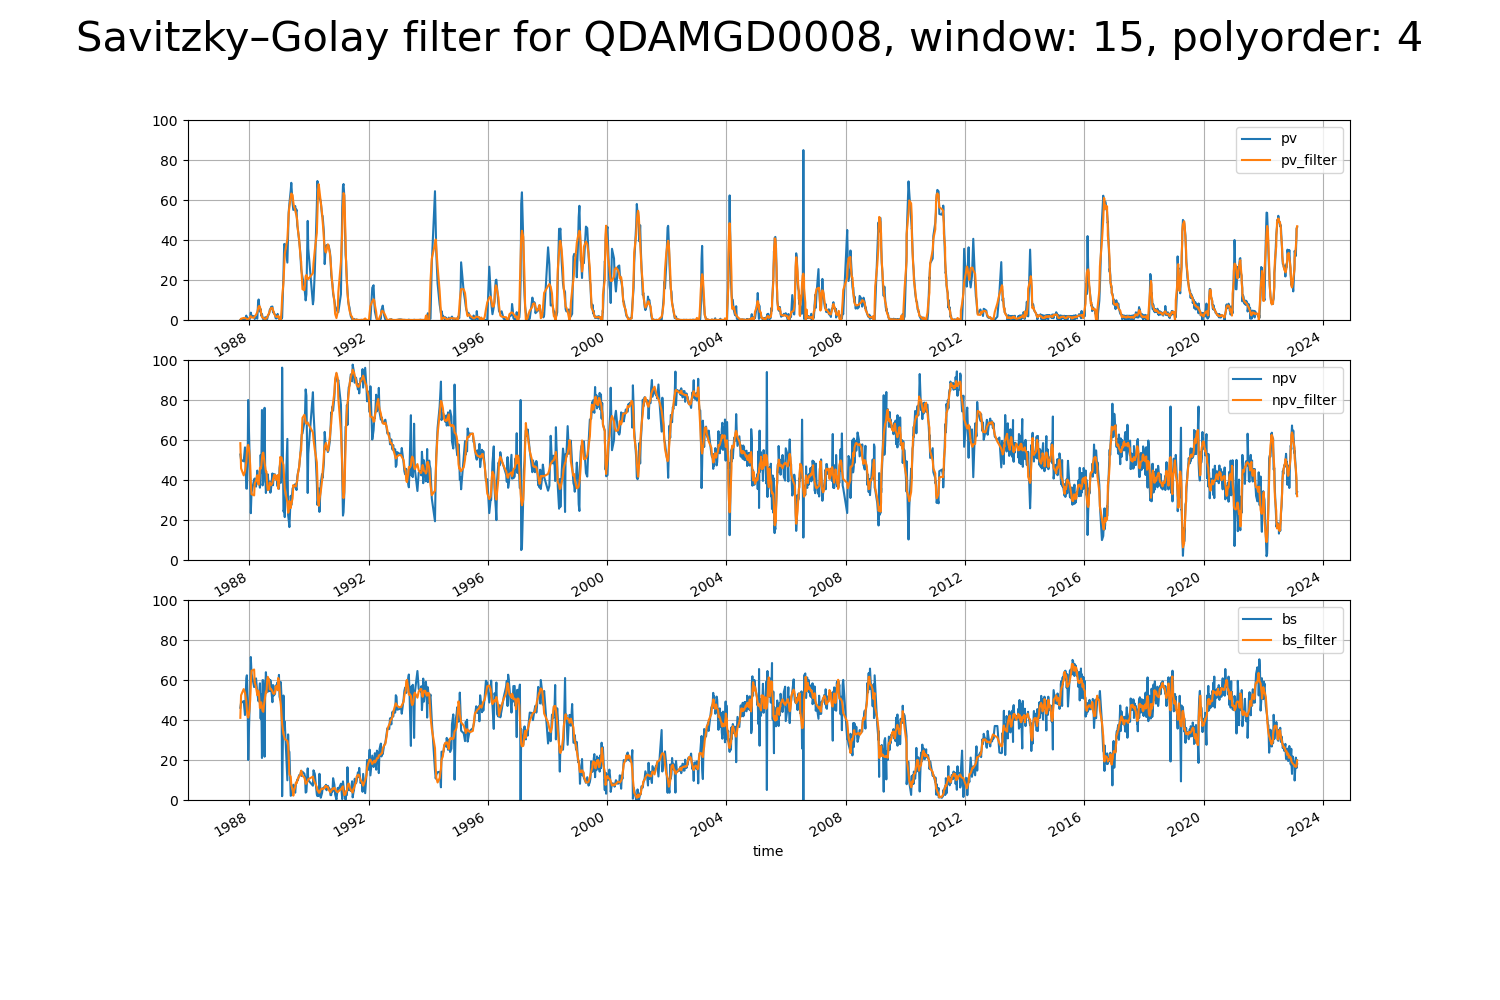 Savitzky–Golay filter for QDAMGD0008, window: 15, polyorder: 4
100
80
60
40
20
0
pv
pv_filter
1988 1992 1996 2000 2004 2008 2012 2016 2020 2024
100
80
60
40
20
0
npv
npv_filter
1988 1992 1996 2000 2004 2008 2012 2016 2020 2024
100
80
60
40
20
0
bs
bs_filter
1988 1992 1996 2000 2004 2008 2012 2016 2020 2024
time